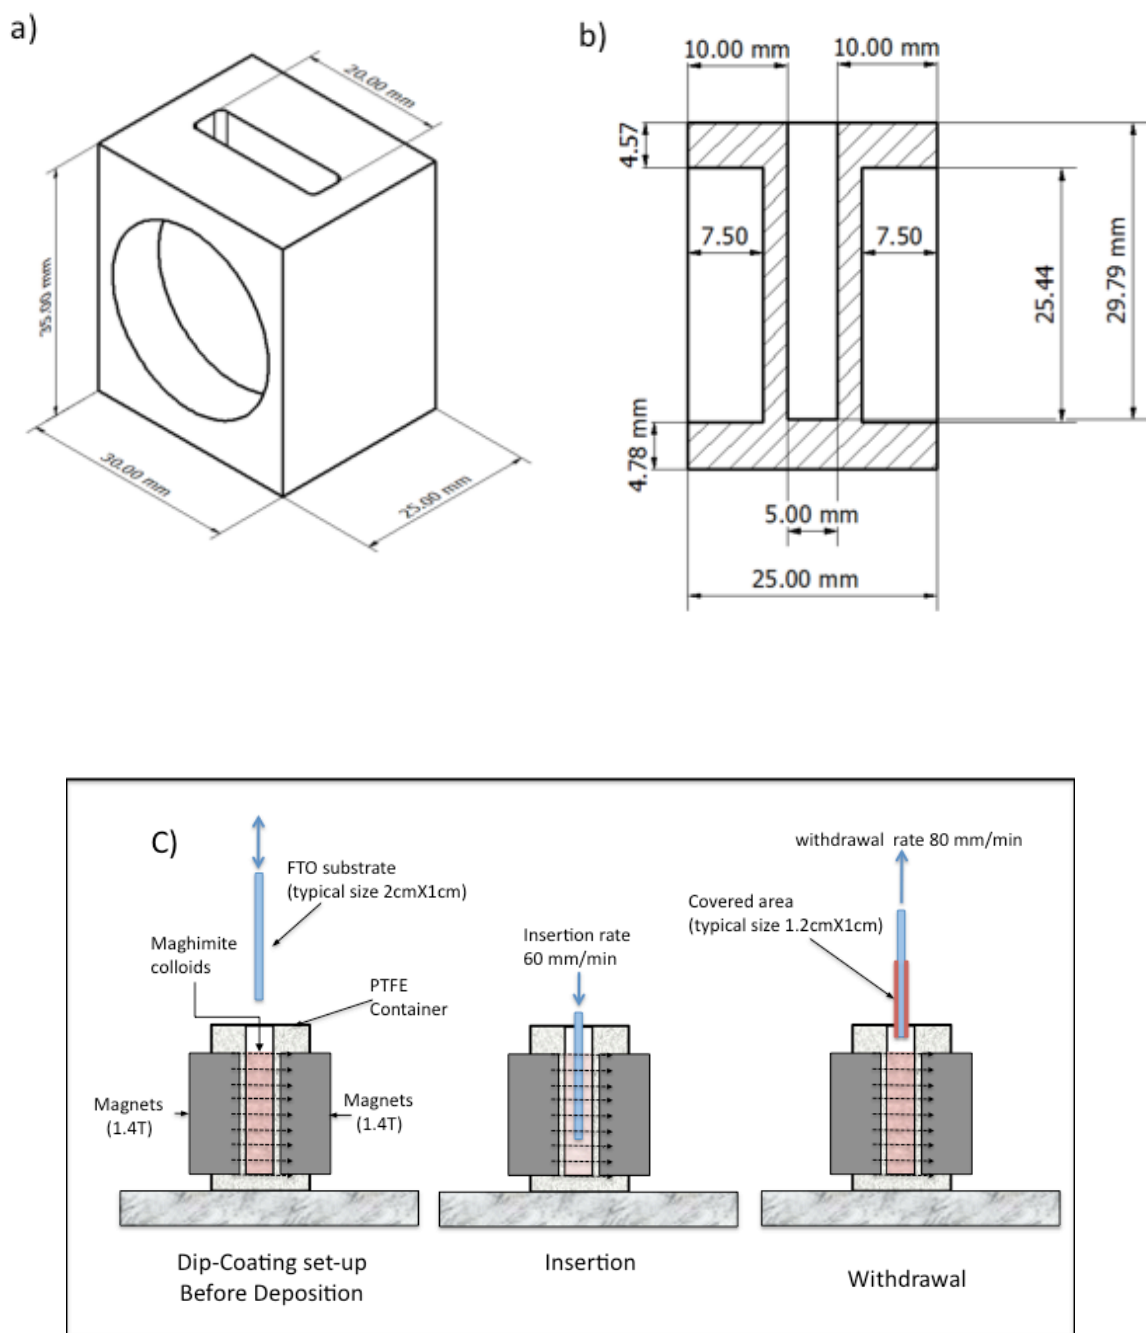 a)
20.00 mm
35.00 mm
30.00 mm
25.00 mm
b)
10.00 mm
10.00 mm
4.57
7.50
7.50
25.44
29.79 mm
4.78 mm
5.00 mm
25.00 mm
C)
FTO substrate
(typical size 2cmX1cm)
Maghimite
colloids
PTFE
Container
Magnets
(1.4T)
Magnets
(1.4T)
Dip-Coating set-up
Before Deposition
Insertion rate
60 mm/min
Insertion
withdrawal rate 80 mm/min
Covered area
(typical size 1.2cmX1cm)
Withdrawal